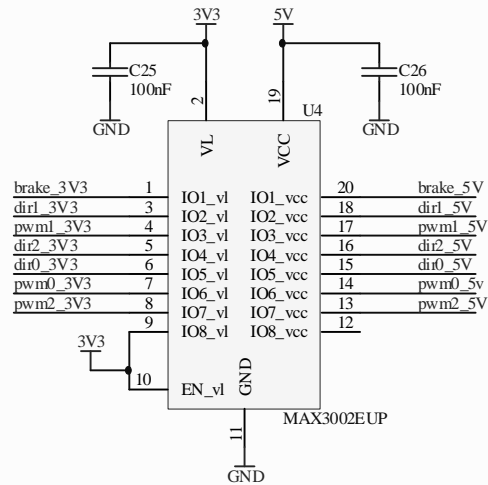 3V3 5V
C25 C26
100nF 100nF
2 19
GND U4 GND
VL VCC
brake_3V3 1 IO1_vl IO1_vcc 20 brake_5V
dir1_3V3 3 IO2_vl IO2_vcc 18 dir1_5V
pwm1_3V3 4 IO3_vl IO3_vcc 17 pwm1_5V
dir2_3V3 5 IO4_vl IO4_vcc 16 dir2_5V
dir0_3V3 6 IO5_vl IO5_vcc 15 dir0_5V
pwm0_3V3 7 IO6_vl IO6_vcc 14 pwm0_5v
pwm2_3V3 8 IO7_vl IO7_vcc 13 pwm2_5V
9 IO8_vl IO8_vcc 12
3V3
10 EN_vl GND
MAX3002EUP
11
GND